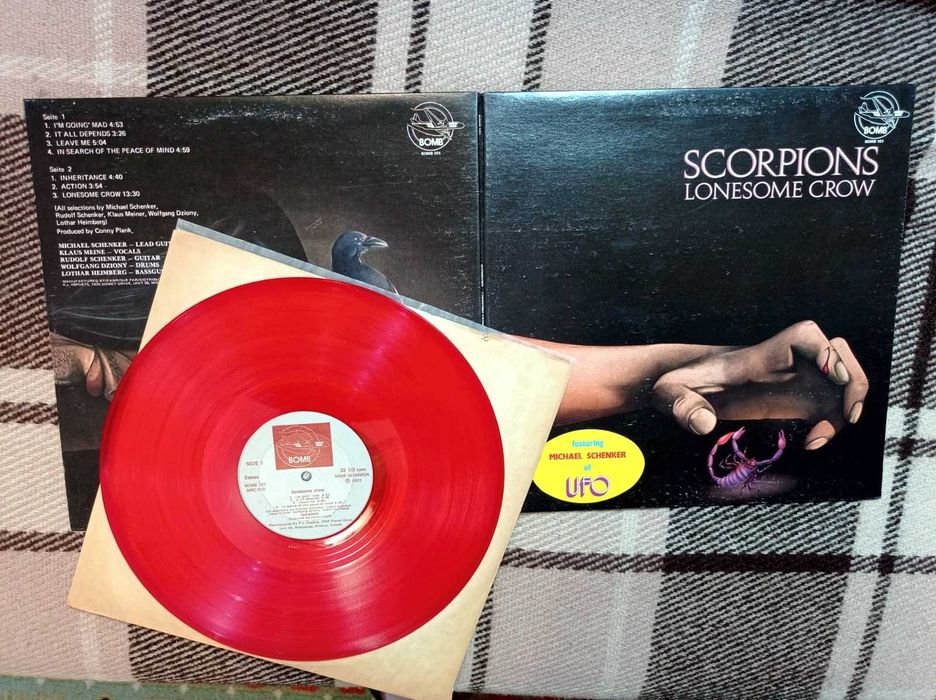 Seite 1
1. I'M GOING' MAD 4:53
2. IT ALL DEPENDS 3:26
3. LEAVE ME 5:04
4. IN SEARCH OF THE PEACE OF MIND 4:59
Seite 2
1. INHERITANCE 4:40
2. ACTION 3:54
3. LONESOME CROW 13:30
(All selections by Michael Schenker,
Rudolf Schenker, Klaus Meiner, Wolfgang Dziony,
Lothar Heimberg)
Produced by Conny Plank,
MICHAEL SCHENKER – LEAD GUI
KLAUS MEINE – VOCALS
RUDOLF SCHENKER – GUITAR
WOLFGANG DZIONY – DRUMS
LOTHAR HEIMBERG – BASSGU
BOMB
BOMB 101
BOMB
BOMB 101
SCORPIONS
LONESOME CROW
featuring
MICHAEL SCHENKER
of
UFO
BOMB
SIDE 1
33 1/3 rpm
Stereo
MADE IN CANADA
lonesome crow